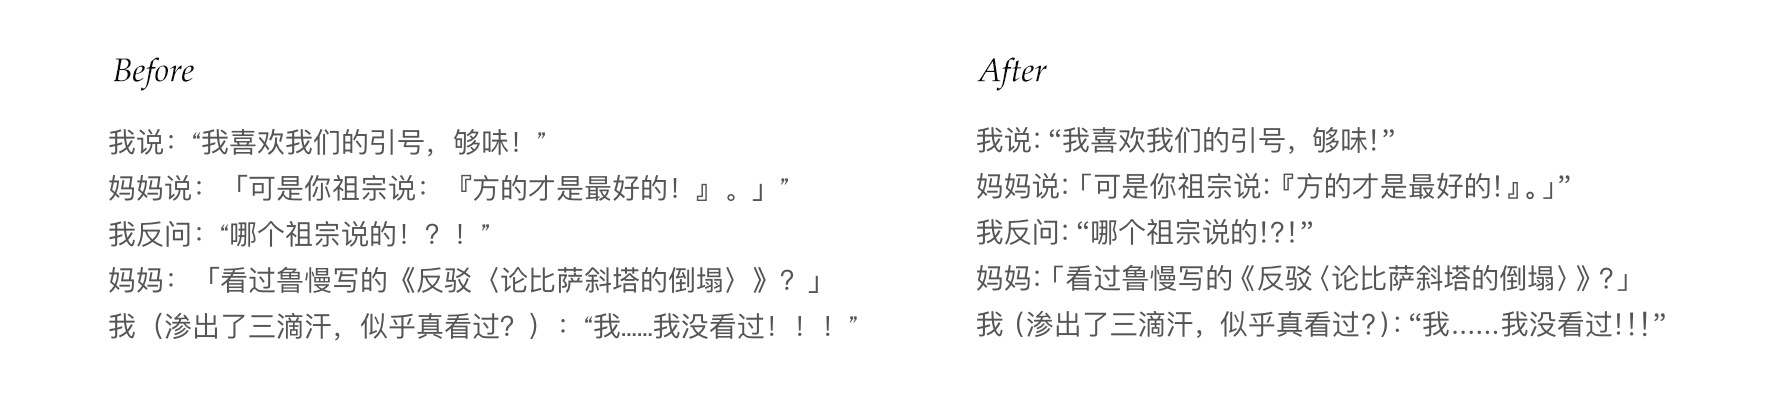 Before
我说：“我喜欢我们的引号，够味！”
妈妈说：「可是你祖宗说：『方的才是最好的！』。」”
我反问：“哪个祖宗说的！？！”
妈妈：「看过鲁慢写的《反驳〈论比萨斜塔的倒塌〉》？」
我（渗出了三滴汗，似乎真看过？）：“我……我没看过！！！”
After
我说：“我喜欢我们的引号，够味！”
妈妈说：「可是你祖宗说：『方的才是最好的！』。」”
我反问：“哪个祖宗说的！？！”
妈妈：「看过鲁慢写的《反驳〈论比萨斜塔的倒塌〉》？」
我（渗出了三滴汗，似乎真看过？）：“我……我没看过！！！”